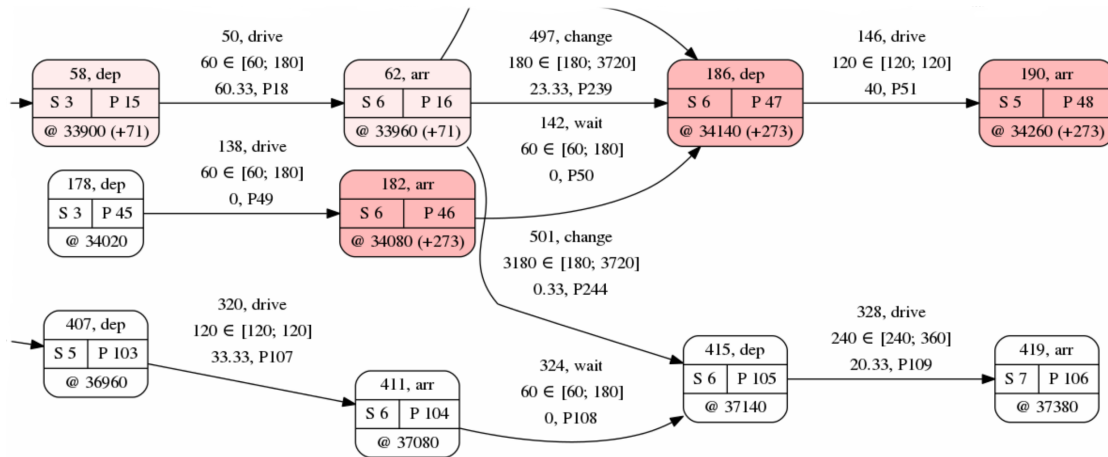 50, drive
60 ∈ [60; 180]
60.33, P18
497, change
180 ∈ [180; 3720]
23.33, P239
146, drive
120 ∈ [120; 120]
40, P51
58, dep
S 3 P 15
@ 33900 (+71)
62, arr
S 6 P 16
@ 33960 (+71)
186, dep
S 6 P 47
@ 34140 (+273)
190, arr
S 5 P 48
@ 34260 (+273)
138, drive
60 ∈ [60; 180]
0, P49
142, wait
60 ∈ [60; 180]
0, P50
178, dep
S 3 P 45
@ 34020
182, arr
S 6 P 46
@ 34080 (+273)
501, change
3180 ∈ [180; 3720]
0.33, P244
320, drive
120 ∈ [120; 120]
33.33, P107
328, drive
240 ∈ [240; 360]
20.33, P109
407, dep
S 5 P 103
@ 36960
324, wait
60 ∈ [60; 180]
0, P108
411, arr
S 6 P 104
@ 37080
415, dep
S 6 P 105
@ 37140
419, arr
S 7 P 106
@ 37380